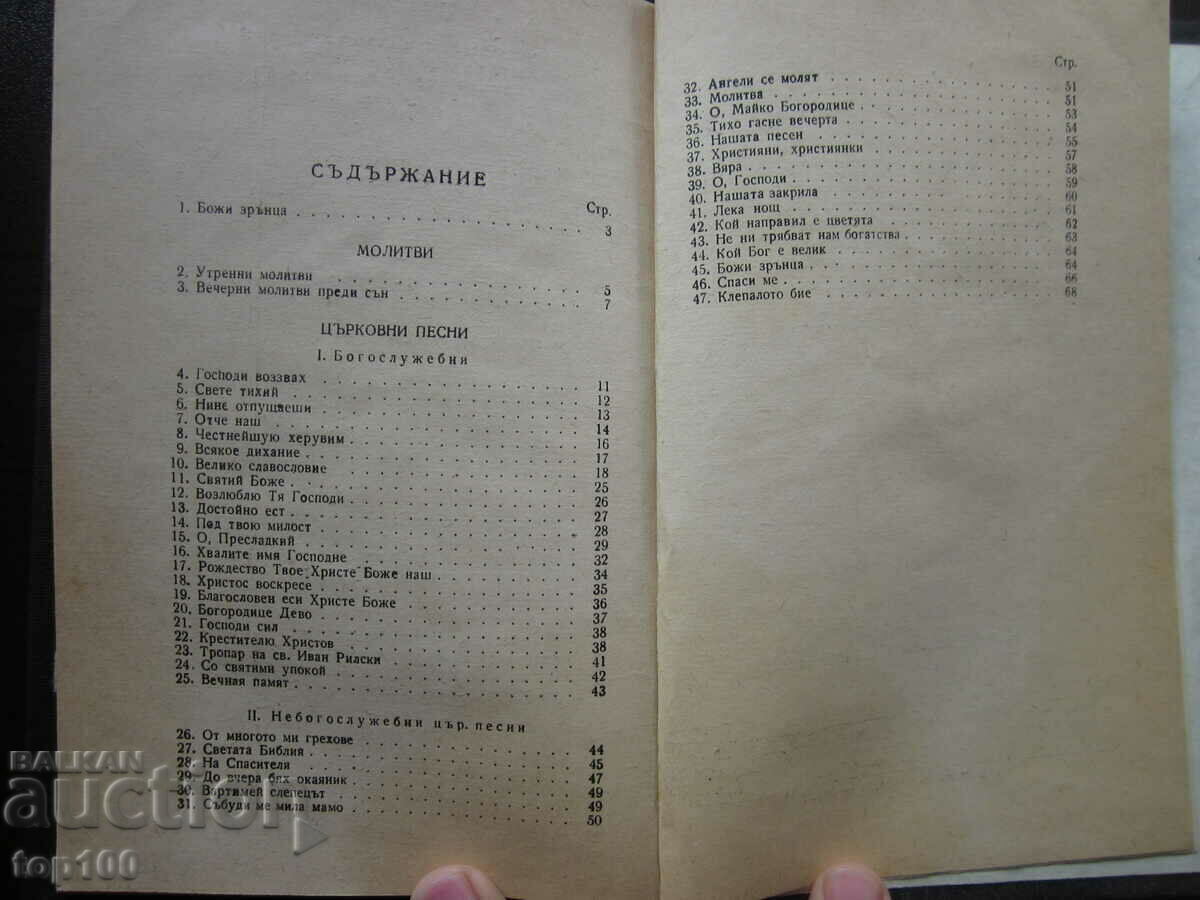 СЪДЪРЖАНИЕ
Стр.
1. Божи зрънца . . . . . . . . . . . . . . . . . 3
МОЛИТВИ
2. Утренни молитви . . . . . . . . . . . . . . . 5
3. Вечерни молитви преди сън . . . . . . . . . . 7
ЦЪРКОВНИ ПЕСНИ
I. Богослужебни
4. Господи воззвах . . . . . . . . . . . . . . . 11
5. Свете тихий . . . . . . . . . . . . . . . . . 12
6. Нине отпущаеши . . . . . . . . . . . . . . . 13
7. Отче наш . . . . . . . . . . . . . . . . . . 14
8. Честнейшую херувим . . . . . . . . . . . . . 16
9. Всякое дихание . . . . . . . . . . . . . . . 17
10. Велико славословие . . . . . . . . . . . . . 18
11. Святий Боже . . . . . . . . . . . . . . . . 25
12. Возлюблю Тя Господи . . . . . . . . . . . . 26
13. Достойно ест . . . . . . . . . . . . . . . . 27
14. Под твою милост . . . . . . . . . . . . . . 28
15. О, Пресладкий . . . . . . . . . . . . . . . 29
16. Хвалите имя Господне . . . . . . . . . . . . 32
17. Рождество Твое Христе Боже наш . . . . . . . 34
18. Христос воскресе . . . . . . . . . . . . . . 35
19. Благословен еси Христе Боже . . . . . . . . 36
20. Богородице Дево . . . . . . . . . . . . . . 37
21. Господи сил . . . . . . . . . . . . . . . . 38
22. Крестителю Христов . . . . . . . . . . . . . 38
23. Тропар на св. Иван Рилски . . . . . . . . . 41
24. Со святими упокой . . . . . . . . . . . . . 42
25. Вечная памят . . . . . . . . . . . . . . . . 43
II. Небогослужебни цър. песни
26. От многото ми грехове . . . . . . . . . . . 44
27. Светата Библия . . . . . . . . . . . . . . . 45
28. На Спасителя . . . . . . . . . . . . . . . . 47
29. До вчера бях окаяник . . . . . . . . . . . . 49
30. Вартимей слепецът . . . . . . . . . . . . . 49
31. Събуди ме мила мамо . . . . . . . . . . . . 50
Стр.
32. Ангели се молят . . . . . . . . . . . . . . 51
33. Молитва . . . . . . . . . . . . . . . . . . 51
34. О, Майко Богородице . . . . . . . . . . . . 53
35. Тихо гасне вечерта . . . . . . . . . . . . . 54
36. Нашата песен . . . . . . . . . . . . . . . . 55
37. Християни, християнки . . . . . . . . . . . 57
38. Вяра . . . . . . . . . . . . . . . . . . . . 58
39. О, Господи . . . . . . . . . . . . . . . . . 59
40. Нашата закрила . . . . . . . . . . . . . . . 60
41. Лека нощ . . . . . . . . . . . . . . . . . . 61
42. Кой направил е цветята . . . . . . . . . . . 62
43. Не ни трябват нам богатства . . . . . . . . 63
44. Кой Бог е велик . . . . . . . . . . . . . . 64
45. Божи зрънца . . . . . . . . . . . . . . . . 64
46. Спаси ме . . . . . . . . . . . . . . . . . . 66
47. Клепалото бие . . . . . . . . . . . . . . . 68
BALKAN
auction
top100